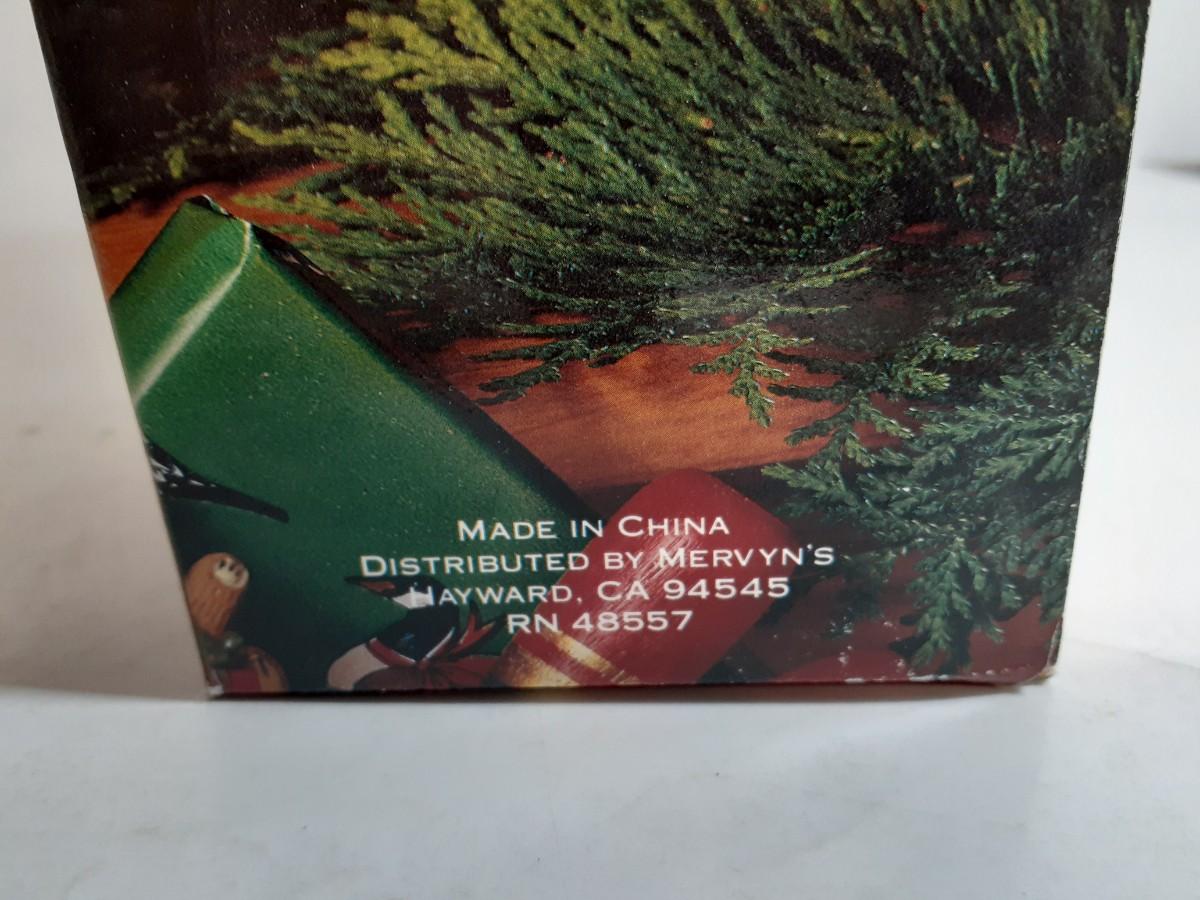 MADE IN CHINA
DISTRIBUTED BY MERVYN'S
HAYWARD, CA 94545
RN 48557